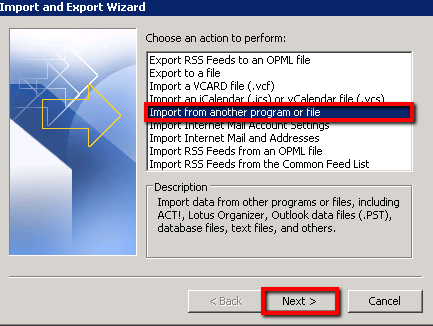 Import and Export Wizard
Choose an action to perform:
Export RSS Feeds to an OPML file
Export to a file
Import a VCARD file (.vcf)
Import an iCalendar (.ics) or vCalendar file (.vcs)
Import from another program or file
Import Internet Mail Account Settings
Import Internet Mail and Addresses
Import RSS Feeds from an OPML file
Import RSS Feeds from the Common Feed List
Description
Import data from other programs or files, including
ACT!, Lotus Organizer, Outlook data files (.PST),
database files, text files, and others.
< Back Next > Cancel